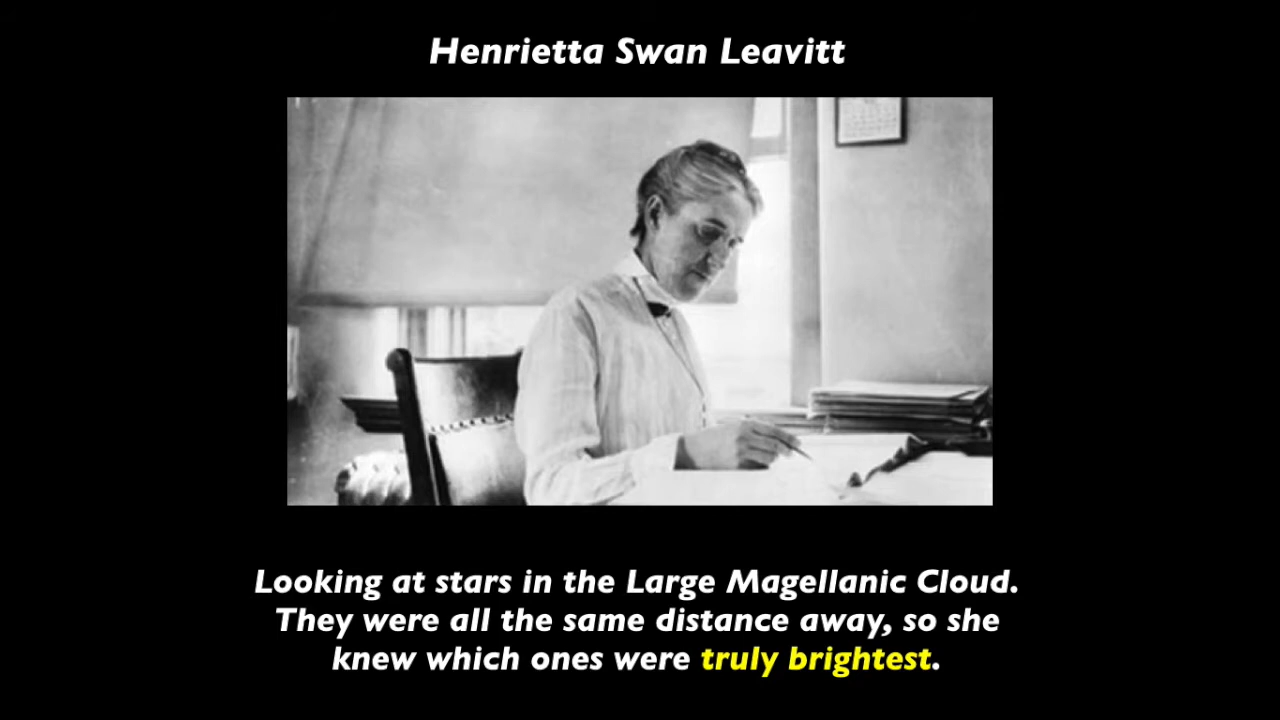 Henrietta Swan Leavitt
Looking at stars in the Large Magellanic Cloud.
They were all the same distance away, so she
knew which ones were truly brightest.